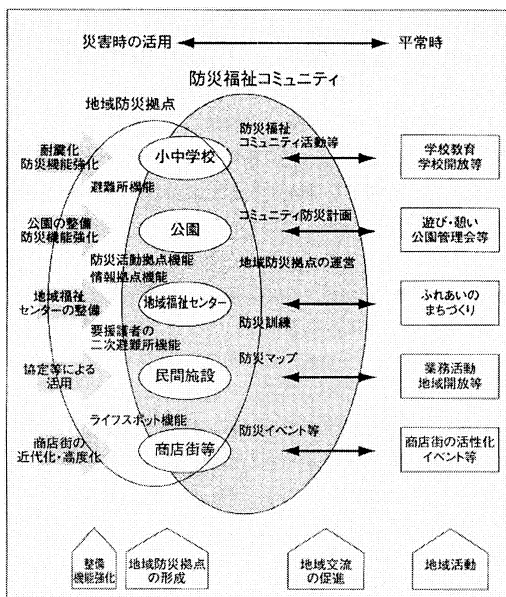 災害時の活用
平常時
防災福祉コミュニティ
地域防災拠点
耐震化
防災機能強化
小中学校
防災福祉
コミュニティ活動等
学校教育
学校開放等
避難所機能
公園の整備
防災機能強化
公園
コミュニティ防災計画
遊び・憩い
公園管理会等
防災活動拠点機能
情報拠点機能
地域防災拠点の運営
地域福祉
センターの整備
地域福祉センター
ふれあいの
まちづくり
防災訓練
要援護者の
二次避難所機能
協定等による
活用
民間施設
防災マップ
業務活動
地域開放等
ライフスポット機能
商店街の
近代化・高度化
商店街等
防災イベント等
商店街の活性化
イベント等
整備
機能強化
地域防災拠点
の形成
地域交流
の促進
地域活動